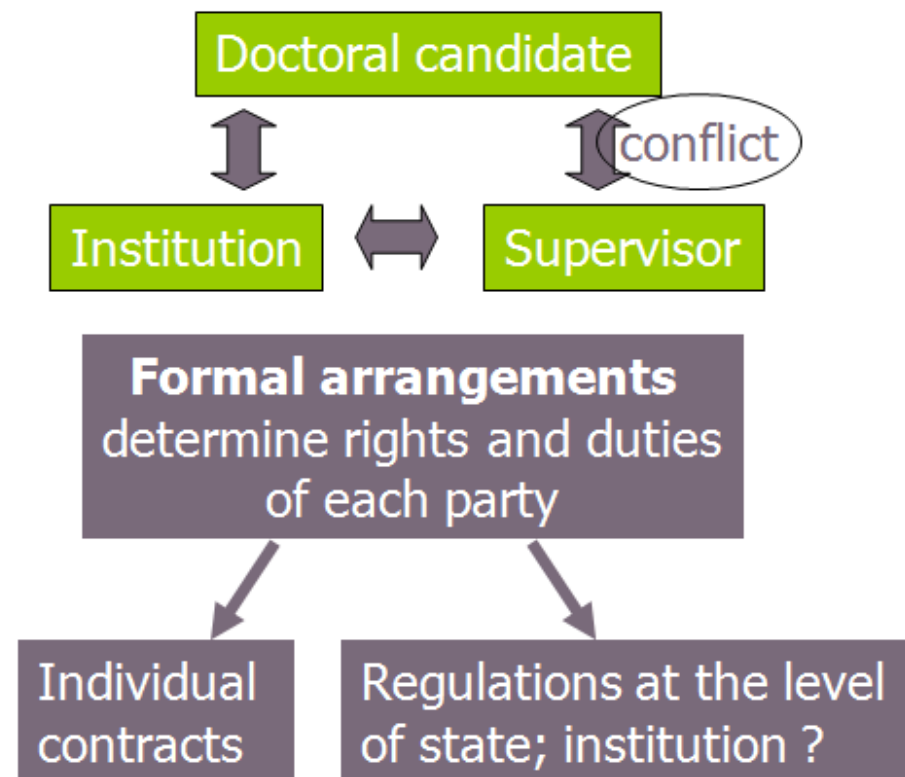 Doctoral candidate
conflict
Institution
Supervisor
Formal arrangements
determine rights and duties
of each party
Individual
contracts
Regulations at the level
of state; institution ?